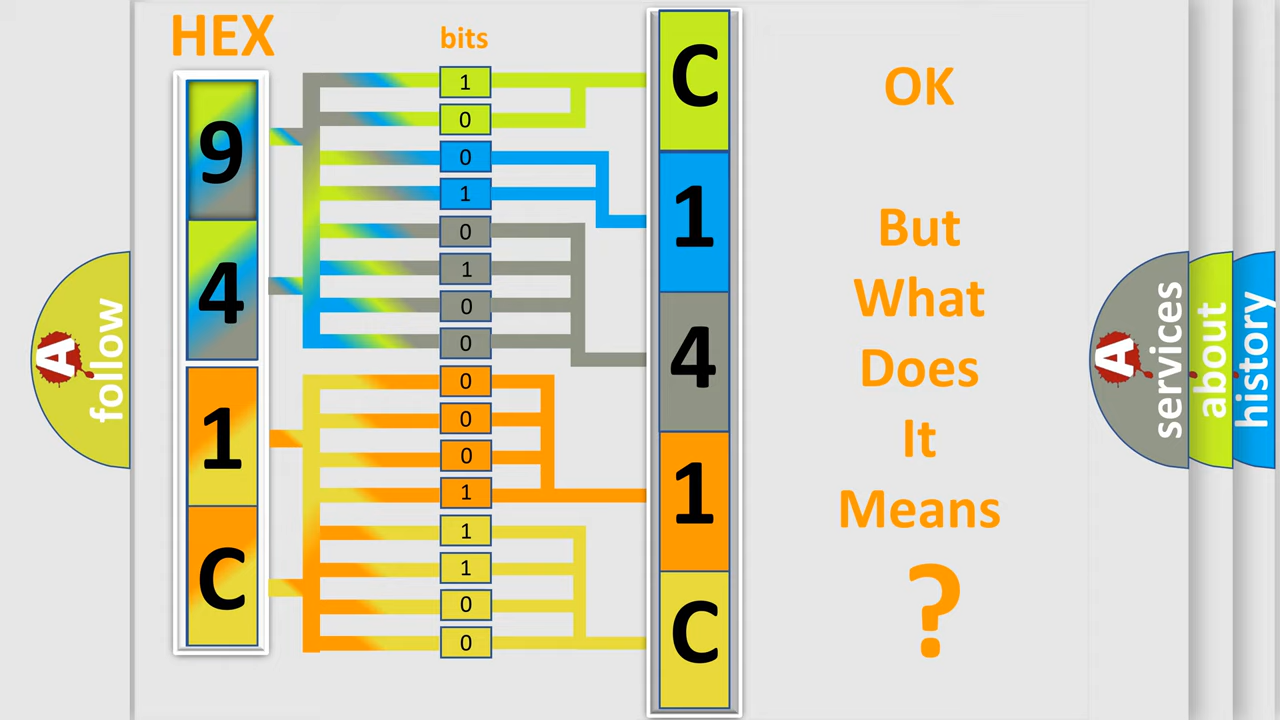 HEX
bits
9
4
1
C
1
0
0
1
0
1
0
0
0
0
0
1
1
1
0
0
C
1
4
1
C
OK
But
What
Does
It
Means
?
A
follow
A
services
about
history